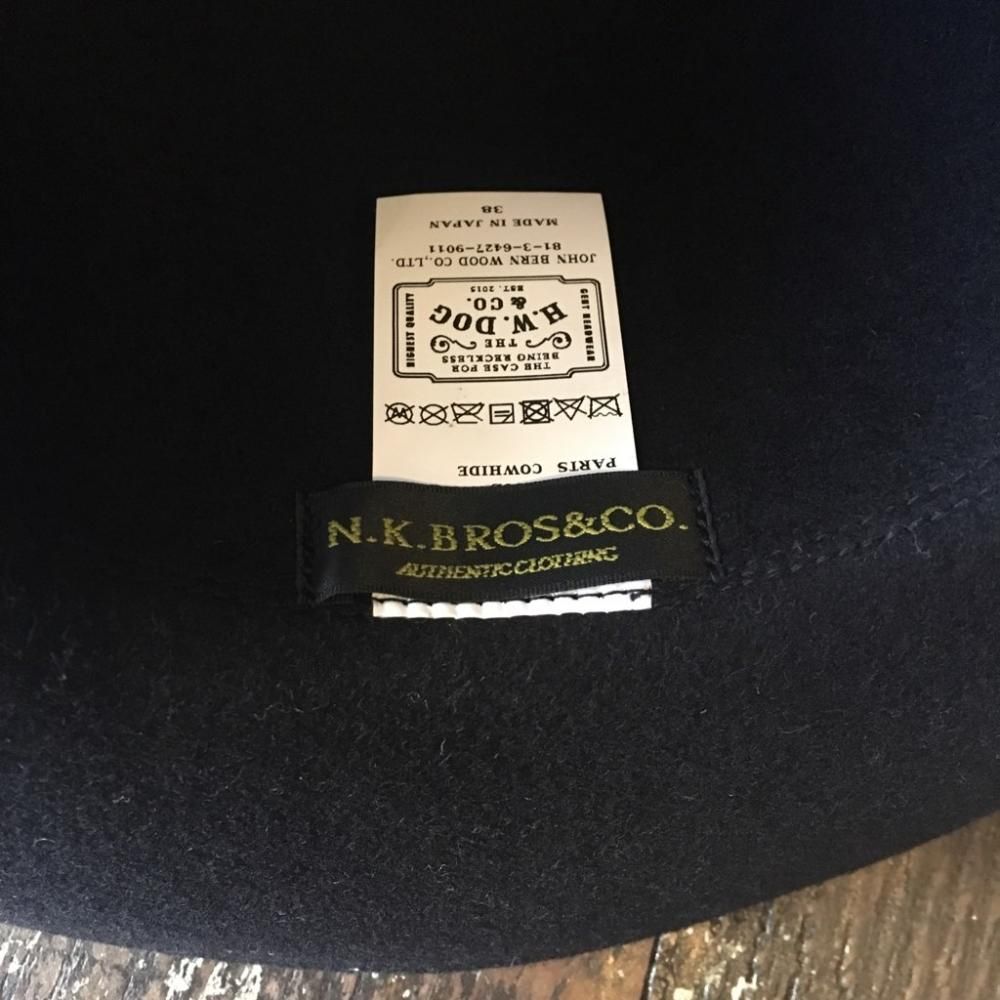 PARTS COWHIDE
THE CASE FOR
BEING RECKLESS
THE
H.W.DOG
& CO.
EST. 2015
GENT HEADWEAR
HIGHEST QUALITY
JOHN BERN WOOD CO.,LTD.
81-3-6427-9011
MADE IN JAPAN
38
N.K.BROS&CO.
AUTHENTIC CLOTHING